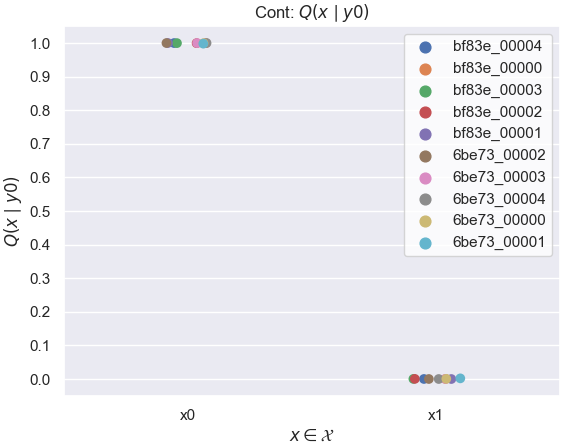 Cont: Q(x | y0)
Q(x | y0)
1.0
0.9
0.8
0.7
0.6
0.5
0.4
0.3
0.2
0.1
0.0
bf83e_00004
bf83e_00000
bf83e_00003
bf83e_00002
bf83e_00001
6be73_00002
6be73_00003
6be73_00004
6be73_00000
6be73_00001
x0 x1
x ∈ 𝒳